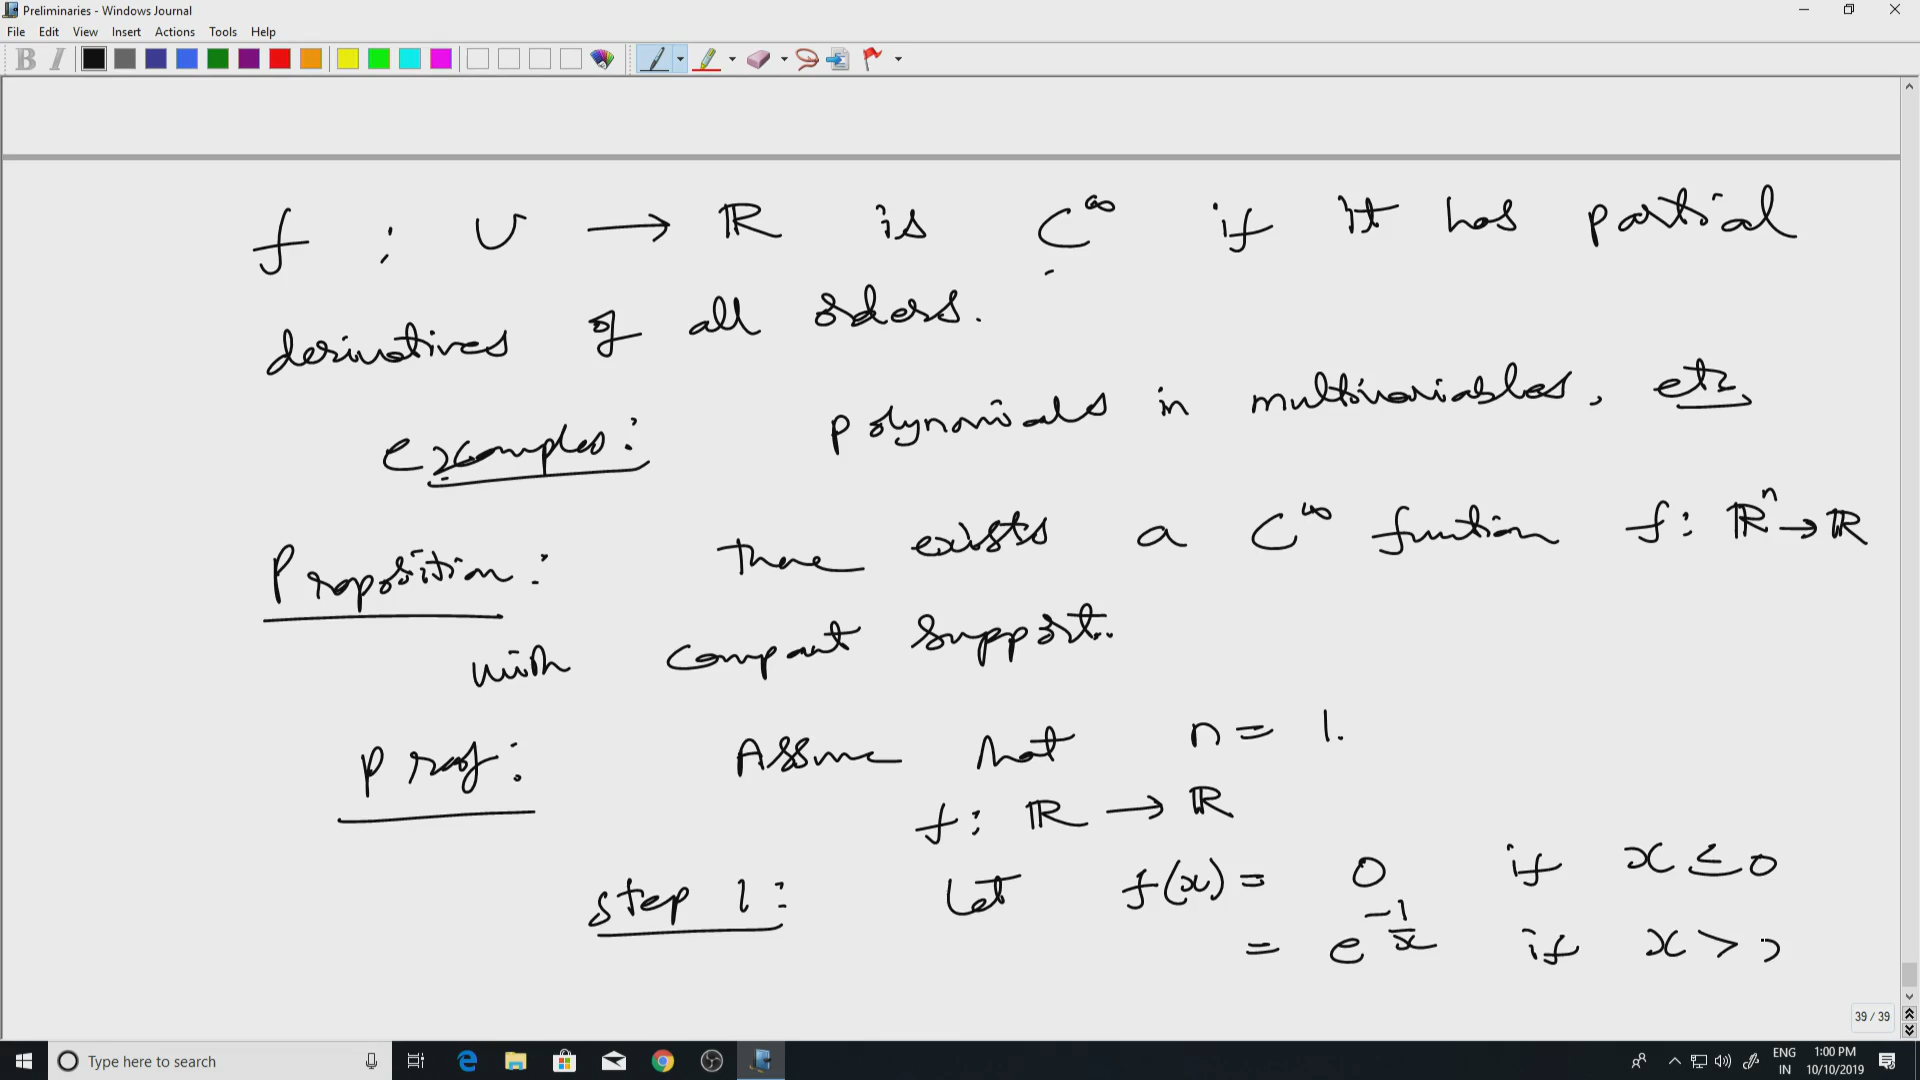 Preliminaries - Windows Journal
File Edit View Insert Actions Tools Help
B I
f : U → ℝ is C^∞ if it has partial
derivatives of all orders.
examples: polynomials in multivariables, etc
Proposition: there exists a C^∞ function f: ℝ^n → ℝ
with compact support.
proof: Assume that n = 1.
f: ℝ → ℝ
step 1: Let f(x) = 0 if x ≤ 0
= e^{-1/x} if x >
39 / 39
Type here to search
ENG
IN
1:00 PM
10/10/2019